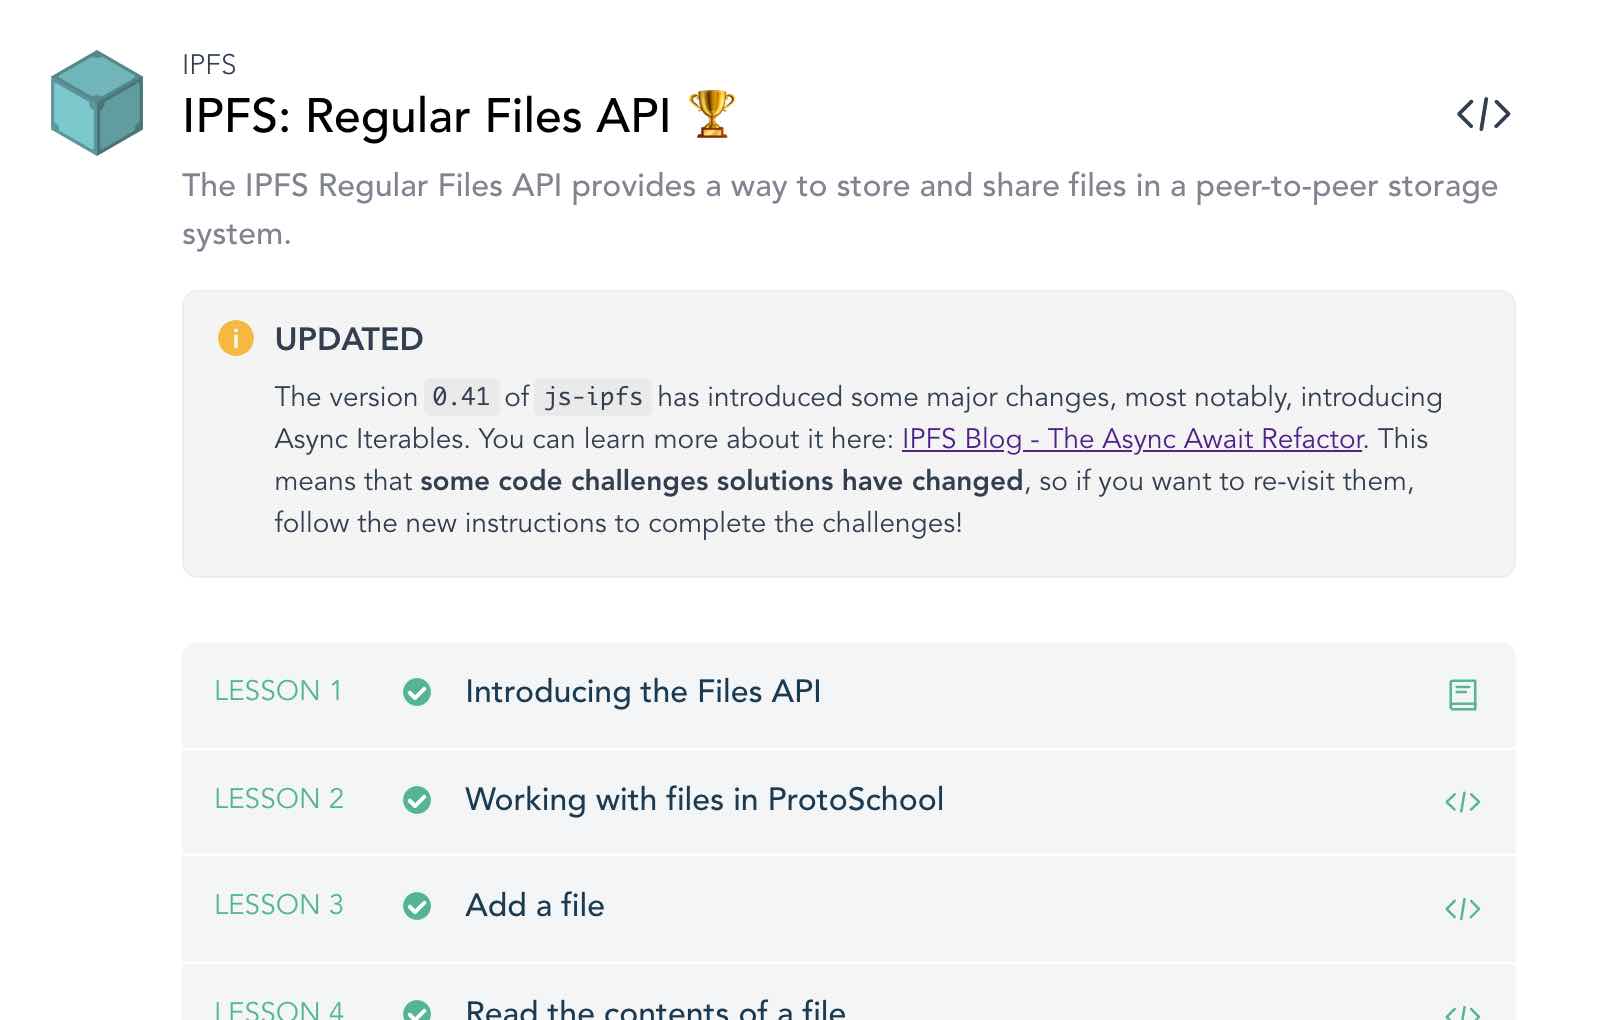 IPFS
IPFS: Regular Files API 🏆
</>
The IPFS Regular Files API provides a way to store and share files in a peer-to-peer storage
system.
UPDATED
The version 0.41 of js-ipfs has introduced some major changes, most notably, introducing
Async Iterables. You can learn more about it here: IPFS Blog - The Async Await Refactor. This
means that some code challenges solutions have changed, so if you want to re-visit them,
follow the new instructions to complete the challenges!
LESSON 1 Introducing the Files API
LESSON 2 Working with files in ProtoSchool </>
LESSON 3 Add a file </>
LESSON 4 Read the contents of a file </>